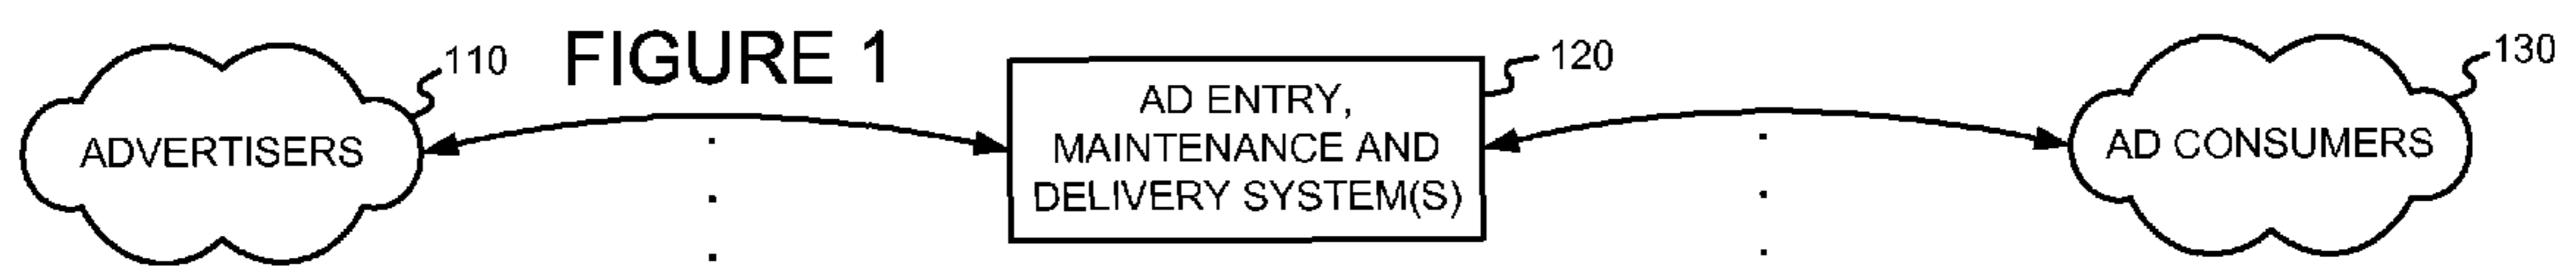 FIGURE 1
110
ADVERTISERS
120
AD ENTRY,
MAINTENANCE AND
DELIVERY SYSTEM(S)
130
AD CONSUMERS